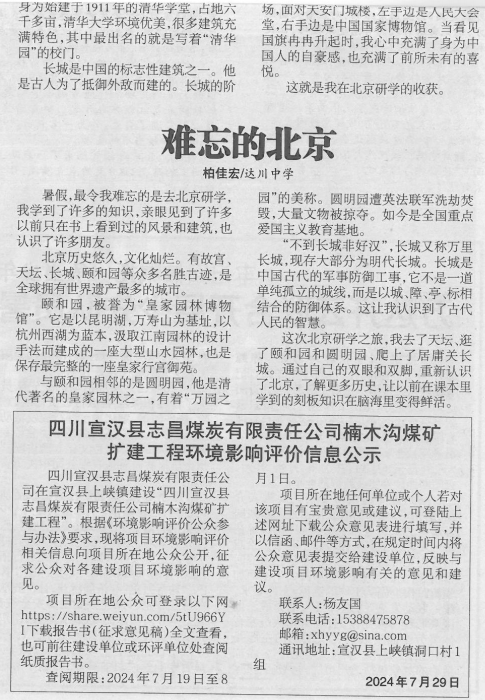 身为始建于1911年的清华学堂，占地六
千多亩，清华大学环境优美，很多建筑充
满特色，其中最出名的就是写着“清华
园”的校门。
长城是中国的标志性建筑之一。他
是古人为了抵御外敌而建的。长城的阶
场，面对天安门城楼，左手边是人民大会
堂，右手边是中国国家博物馆。当看见
国旗冉冉升起时，我心中充满了身为中
国人的自豪感，也充满了前所未有的喜
悦。
这就是我在北京研学的收获。
难忘的北京
柏佳宏/达川中学
暑假，最令我难忘的是去北京研学，
我学到了许多的知识，亲眼见到了许多
以前只在书上看到过的风景和建筑，也
认识了许多朋友。
北京历史悠久，文化灿烂。有故宫、
天坛、长城、颐和园等众多名胜古迹，是
全球拥有世界遗产最多的城市。
颐和园，被誉为“皇家园林博物
馆”。它是以昆明湖，万寿山为基址，以
杭州西湖为蓝本，汲取江南园林的设计
手法而建成的一座大型山水园林，也是
保存最完整的一座皇家行宫御苑。
与颐和园相邻的是圆明园，他是清
代著名的皇家园林之一，有着“万园之
园”的美称。圆明园遭英法联军洗劫焚
毁，大量文物被掠夺。如今是全国重点
爱国主义教育基地。
“不到长城非好汉”，长城又称万里
长城，现存大部分为明代长城。长城是
中国古代的军事防御工事，它不是一道
单纯孤立的城线，而是以城、障、亭、标相
结合的防御体系。这让我认识到了古代
人民的智慧。
这次北京研学之旅，我去了天坛、逛
了颐和园和圆明园、爬上了居庸关长
城。通过自己的双眼和双脚，重新认识
了北京，了解更多历史，让以前在课本里
学到的刻板知识在脑海里变得鲜活。
四川宣汉县志昌煤炭有限责任公司楠木沟煤矿
扩建工程环境影响评价信息公示
四川宣汉县志昌煤炭有限责任公
司在宣汉县上峡镇建设“四川宣汉县
志昌煤炭有限责任公司楠木沟煤矿扩
建工程”。根据《环境影响评价公众参
与办法》要求，现将项目环境影响评价
相关信息向项目所在地公众公开，征
求公众对各建设项目环境影响的意
见。
项目所在地公众可登录以下网
https://share.weiyun.com/5tU966Y
l下载报告书(征求意见稿)全文查看，
也可前往建设单位或环评单位处查阅
纸质报告书。
查阅期限：2024年7月19日至8
月1日。
项目所在地任何单位或个人若对
该项目有宝贵意见或建议，可登陆上
述网址下载公众意见表进行填写，并
以信函、邮件等方式，在规定时间内将
公众意见表提交给建设单位，反映与
建设项目环境影响有关的意见和建
议。
联系人：杨友国
联系电话：15388475878
邮箱：xhyyg@sina.com
通讯地址：宣汉县上峡镇洞口村1
组
2024年7月29日